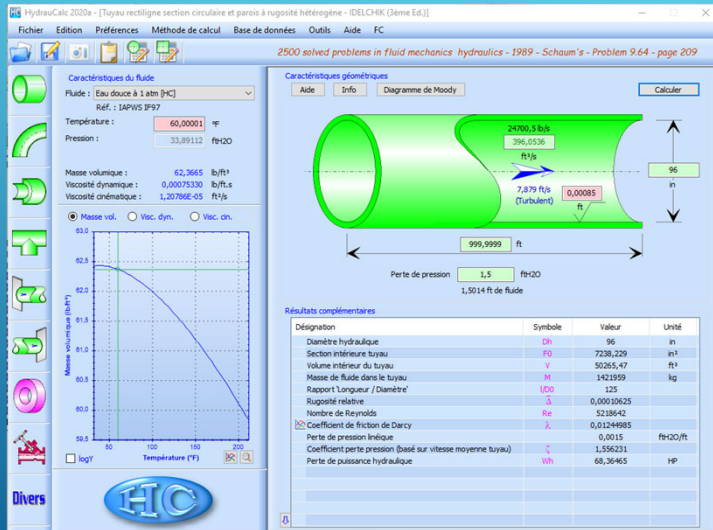 HydrauCalc 2020a - [Tuyau rectiligne section circulaire et parois à rugosité hétérogène - IDELCHIK (3ème Ed.)]
Fichier Edition Préférences Méthode de calcul Base de données Outils Aide FC
2500 solved problems in fluid mechanics hydraulics - 1989 - Schaum's - Problem 9.64 - page 209
Caractéristiques du fluide
Fluide : Eau douce à 1 atm [HC]
Réf. : IAPWS IF97
Température : 60,00001 °F
Pression : 33,89112 ftH2O
Masse volumique : 62,3665 lb/ft³
Viscosité dynamique : 0,00075330 lb/ft.s
Viscosité cinématique : 1,20786E-05 ft²/s
Masse vol. Visc. dyn. Visc. cin.
63,0
62,5
62,0
61,5
61,0
60,5
60,0
59,5
Masse volumique (lb/ft³)
50 100 150 200
logY Température (°F)
Divers
HC
Caractéristiques géométriques
Aide Info Diagramme de Moody Calculer
24700,5 lb/s
396,0536
ft³/s
7,879 ft/s
(Turbulent)
0,00085
ft
96
in
999,9999 ft
Perte de pression 1,5 ftH2O
1,5014 ft de fluide
Résultats complémentaires
Désignation Symbole Valeur Unité
Diamètre hydraulique Dh 96 in
Section intérieure tuyau F0 7238,229 in²
Volume intérieur du tuyau V 50265,47 ft³
Masse de fluide dans le tuyau M 1421959 kg
Rapport 'Longueur / Diamètre' l/D0 125
Rugosité relative Δ̅ 0,00010625
Nombre de Reynolds Re 5218642
Coefficient de friction de Darcy λ 0,01244985
Perte de pression linéique 0,0015 ftH2O/ft
Coefficient perte pression (basé sur vitesse moyenne tuyau) ζ 1,556231
Perte de puissance hydraulique Wh 68,36465 HP